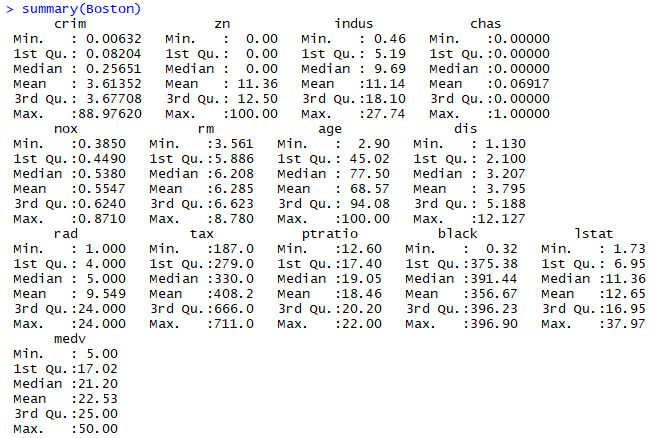 > summary(Boston)
crim zn indus chas
Min. : 0.00632 Min. : 0.00 Min. : 0.46 Min. :0.00000
1st Qu.: 0.08204 1st Qu.: 0.00 1st Qu.: 5.19 1st Qu.:0.00000
Median : 0.25651 Median : 0.00 Median : 9.69 Median :0.00000
Mean : 3.61352 Mean : 11.36 Mean :11.14 Mean :0.06917
3rd Qu.: 3.67708 3rd Qu.: 12.50 3rd Qu.:18.10 3rd Qu.:0.00000
Max. :88.97620 Max. :100.00 Max. :27.74 Max. :1.00000
nox rm age dis
Min. :0.3850 Min. :3.561 Min. : 2.90 Min. : 1.130
1st Qu.:0.4490 1st Qu.:5.886 1st Qu.: 45.02 1st Qu.: 2.100
Median :0.5380 Median :6.208 Median : 77.50 Median : 3.207
Mean :0.5547 Mean :6.285 Mean : 68.57 Mean : 3.795
3rd Qu.:0.6240 3rd Qu.:6.623 3rd Qu.: 94.08 3rd Qu.: 5.188
Max. :0.8710 Max. :8.780 Max. :100.00 Max. :12.127
rad tax ptratio black lstat
Min. : 1.000 Min. :187.0 Min. :12.60 Min. : 0.32 Min. : 1.73
1st Qu.: 4.000 1st Qu.:279.0 1st Qu.:17.40 1st Qu.:375.38 1st Qu.: 6.95
Median : 5.000 Median :330.0 Median :19.05 Median :391.44 Median :11.36
Mean : 9.549 Mean :408.2 Mean :18.46 Mean :356.67 Mean :12.65
3rd Qu.:24.000 3rd Qu.:666.0 3rd Qu.:20.20 3rd Qu.:396.23 3rd Qu.:16.95
Max. :24.000 Max. :711.0 Max. :22.00 Max. :396.90 Max. :37.97
medv
Min. : 5.00
1st Qu.:17.02
Median :21.20
Mean :22.53
3rd Qu.:25.00
Max. :50.00